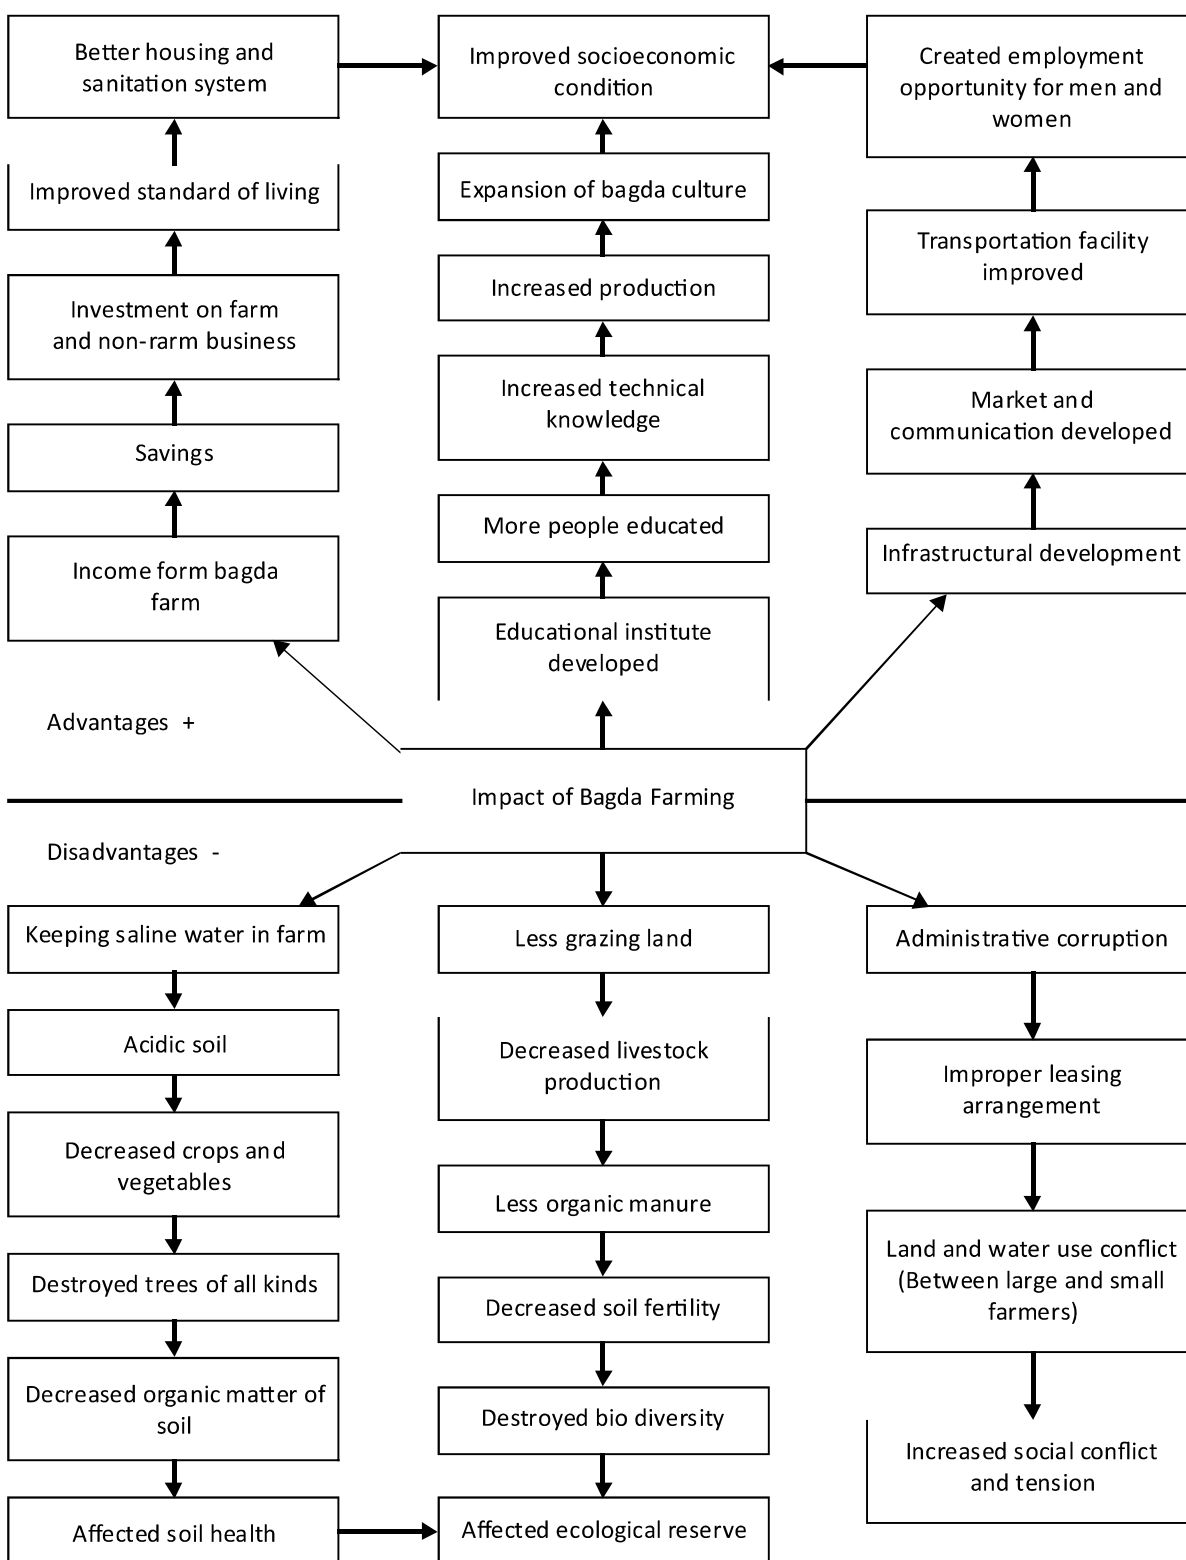 Better housing and
sanitation system
Improved socioeconomic
condition
Created employment
opportunity for men and
women
Improved standard of living
Expansion of bagda culture
Transportation facility
improved
Investment on farm
and non-rarm business
Increased production
Increased technical
knowledge
Market and
communication developed
Savings
More people educated
Infrastructural development
Income form bagda
farm
Educational institute
developed
Advantages +
Impact of Bagda Farming
Disadvantages -
Keeping saline water in farm
Less grazing land
Administrative corruption
Acidic soil
Decreased livestock
production
Improper leasing
arrangement
Decreased crops and
vegetables
Less organic manure
Land and water use conflict
(Between large and small
farmers)
Destroyed trees of all kinds
Decreased soil fertility
Decreased organic matter of
soil
Destroyed bio diversity
Increased social conflict
and tension
Affected soil health
Affected ecological reserve